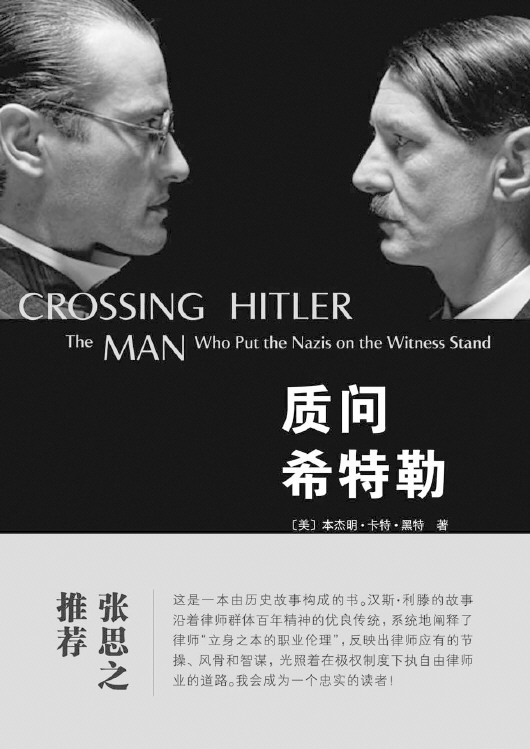 CROSSING HITLER
The MAN Who Put the Nazis on the Witness Stand
质问
希特勒
〔美〕本杰明·卡特·黑特 著
张思之
推荐
这是一本由历史故事构成的书。汉斯·利滕的故事
沿着律师群体百年精神的优良传统，系统地阐释了
律师“立身之本的职业伦理”，反映出律师应有的节
操、风骨和智谋，光照着在极权制度下执自由律师
业的道路。我会成为一个忠实的读者！